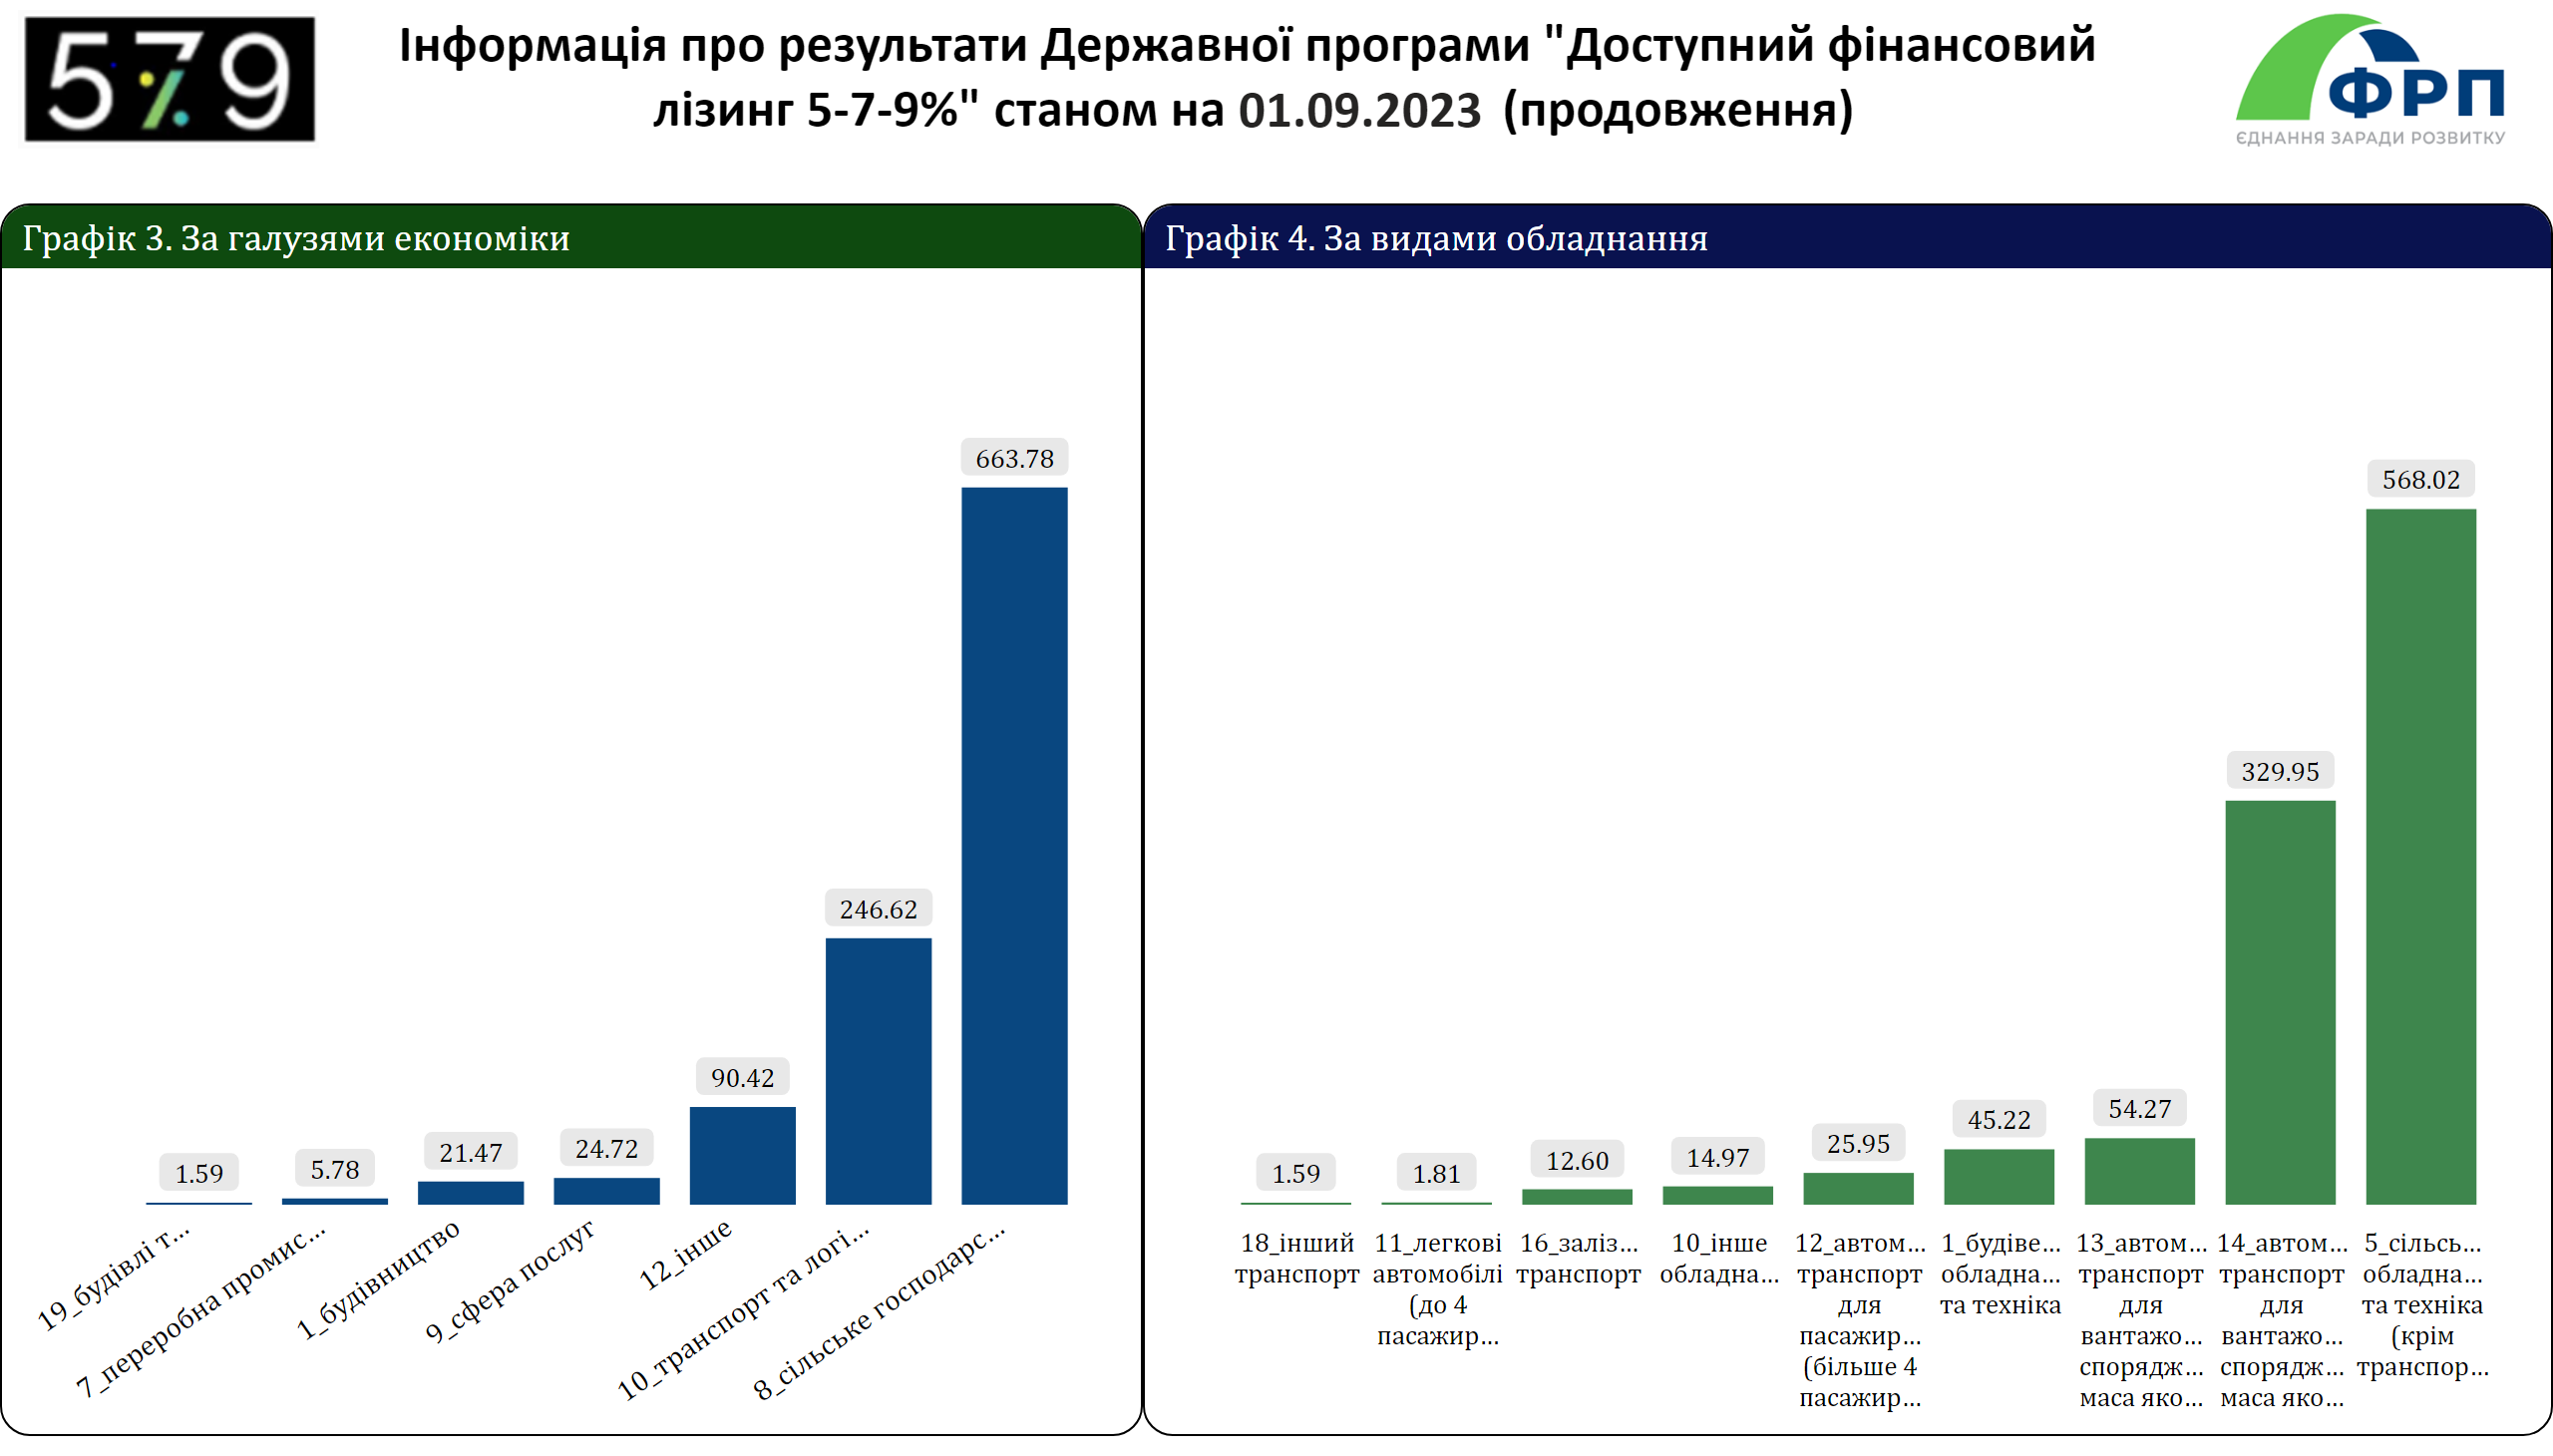 579
Інформація про результати Державної програми "Доступний фінансовий
лізинг 5-7-9%" станом на 01.09.2023 (продовження)
ФРП
ЄДНАННЯ ЗАРАДИ РОЗВИТКУ
Графік 3. За галузями економіки
663.78
246.62
90.42
24.72
21.47
5.78
1.59
19_будівлі т...
7_переробна промис...
1_будівництво
9_сфера послуг
12_інше
10_транспорт та логі...
8_сільське господарс...
Графік 4. За видами обладнання
568.02
329.95
54.27
45.22
25.95
14.97
12.60
1.81
1.59
18_інший
транспорт
11_легкові
автомобілі
(до 4
пасажир...
16_заліз...
транспорт
10_інше
обладна...
12_автом...
транспорт
для
пасажир...
(більше 4
пасажир...
1_будіве...
обладна...
та техніка
13_автом...
транспорт
для
вантажо...
спорядж...
маса яко...
14_автом...
транспорт
для
вантажо...
спорядж...
маса яко...
5_сільсь...
обладна...
та техніка
(крім
транспор...